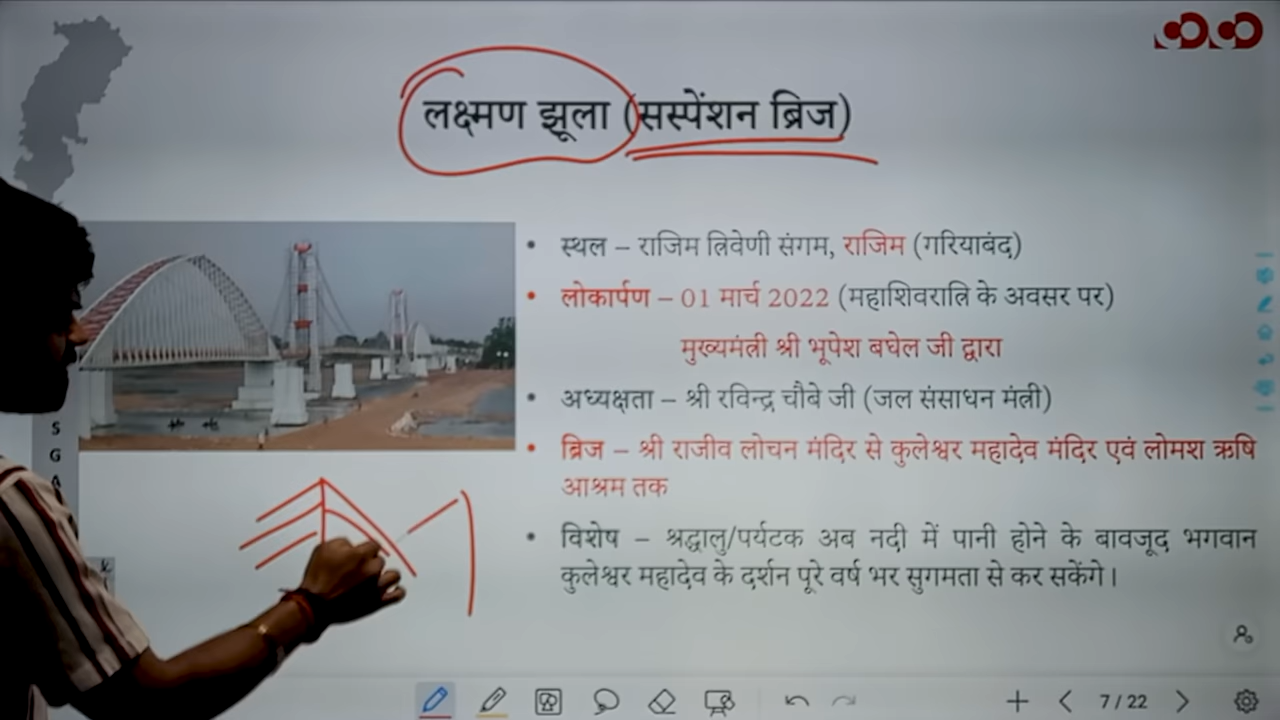 लक्ष्मण झूला (सस्पेंशन ब्रिज)
• स्थल – राजिम त्रिवेणी संगम, राजिम (गरियाबंद)
• लोकार्पण – 01 मार्च 2022 (महाशिवरात्रि के अवसर पर)
मुख्यमंत्री श्री भूपेश बघेल जी द्वारा
• अध्यक्षता – श्री रविन्द्र चौबे जी (जल संसाधन मंत्री)
• ब्रिज – श्री राजीव लोचन मंदिर से कुलेश्वर महादेव मंदिर एवं लोमश ऋषि
आश्रम तक
• विशेष – श्रद्धालु/पर्यटक अब नदी में पानी होने के बावजूद भगवान
कुलेश्वर महादेव के दर्शन पूरे वर्ष भर सुगमता से कर सकेंगे।
S
G
A
7/22